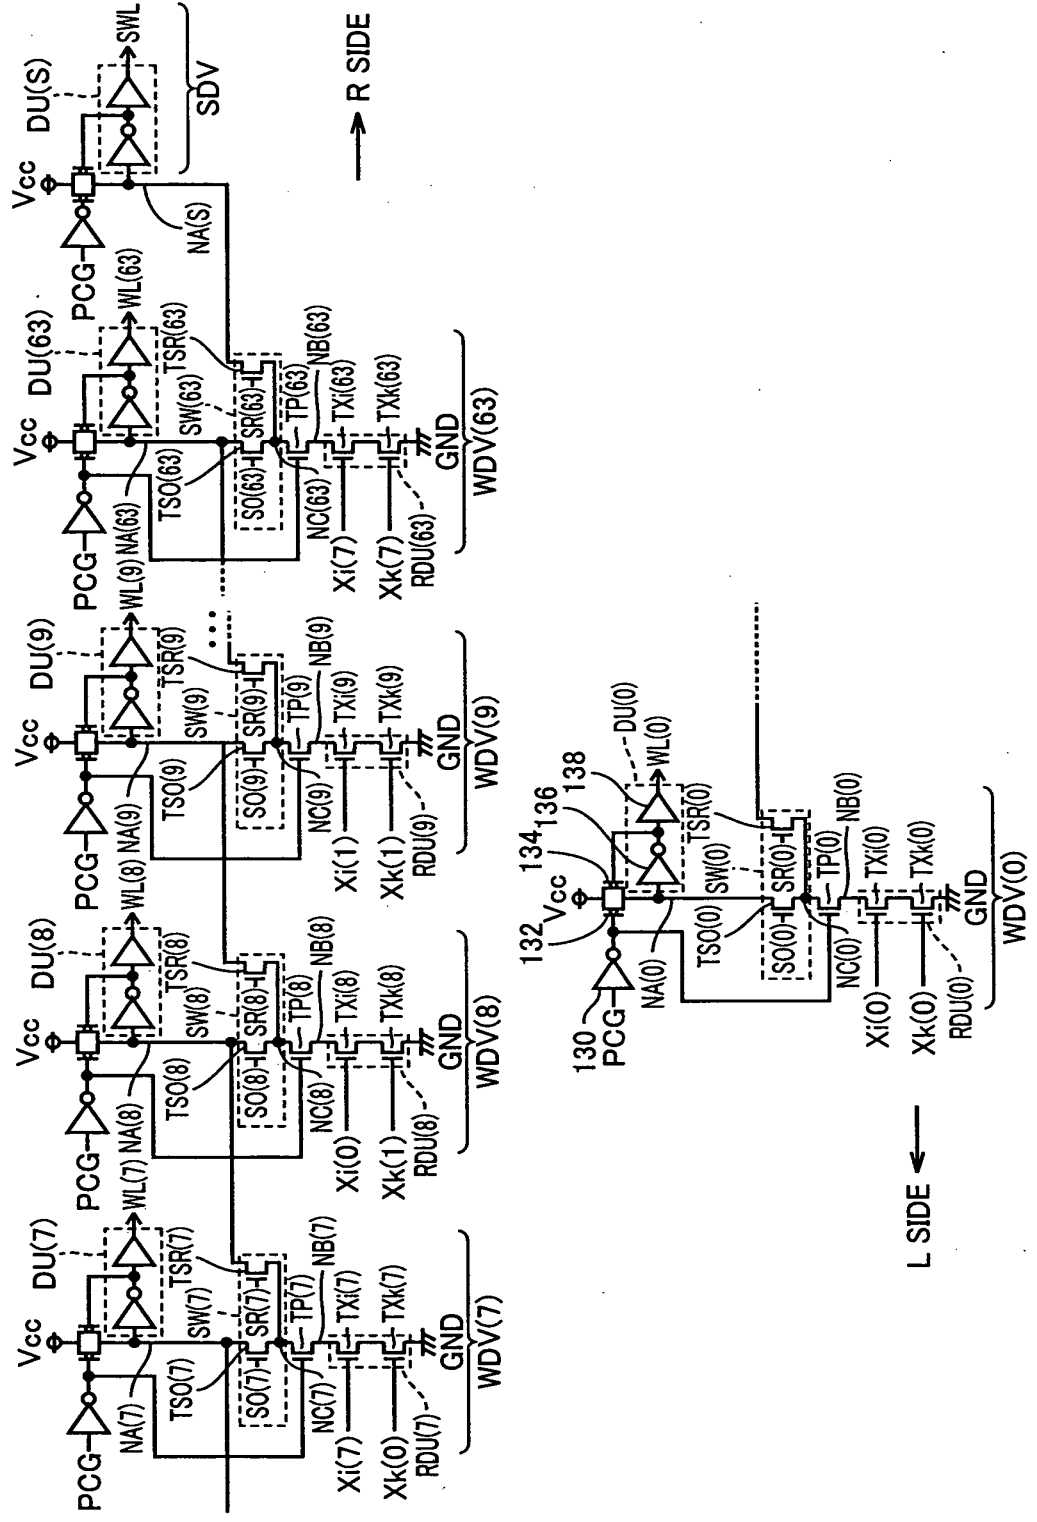 Vcc
PCG
DU(7)
WL(7)
NA(7)
SW(7)
TSR(7)
TSO(7)
SO(7)
SR(7)
TP(7)
NC(7)
NB(7)
Xi(7)
TXi(7)
Xk(0)
TXk(7)
RDU(7)
GND
WDV(7)
Vcc
PCG
DU(8)
WL(8)
NA(8)
SW(8)
TSR(8)
TSO(8)
SO(8)
SR(8)
TP(8)
NC(8)
NB(8)
Xi(0)
TXi(8)
Xk(1)
TXk(8)
RDU(8)
GND
WDV(8)
Vcc
PCG
DU(9)
WL(9)
NA(9)
SW(9)
TSR(9)
TSO(9)
SO(9)
SR(9)
TP(9)
NC(9)
NB(9)
Xi(1)
TXi(9)
Xk(1)
TXk(9)
RDU(9)
GND
WDV(9)
Vcc
PCG
DU(63)
WL(63)
NA(63)
SW(63)
TSR(63)
TSO(63)
SO(63)
SR(63)
TP(63)
NC(63)
NB(63)
Xi(7)
TXi(63)
Xk(7)
TXk(63)
RDU(63)
GND
WDV(63)
Vcc
PCG
DU(S)
SWL
NA(S)
SDV
R SIDE
L SIDE
130
PCG
132
Vcc
134
136
138
DU(0)
WL(0)
NA(0)
SW(0)
TSR(0)
TSO(0)
SO(0)
SR(0)
TP(0)
NC(0)
NB(0)
Xi(0)
TXi(0)
Xk(0)
TXk(0)
RDU(0)
GND
WDV(0)